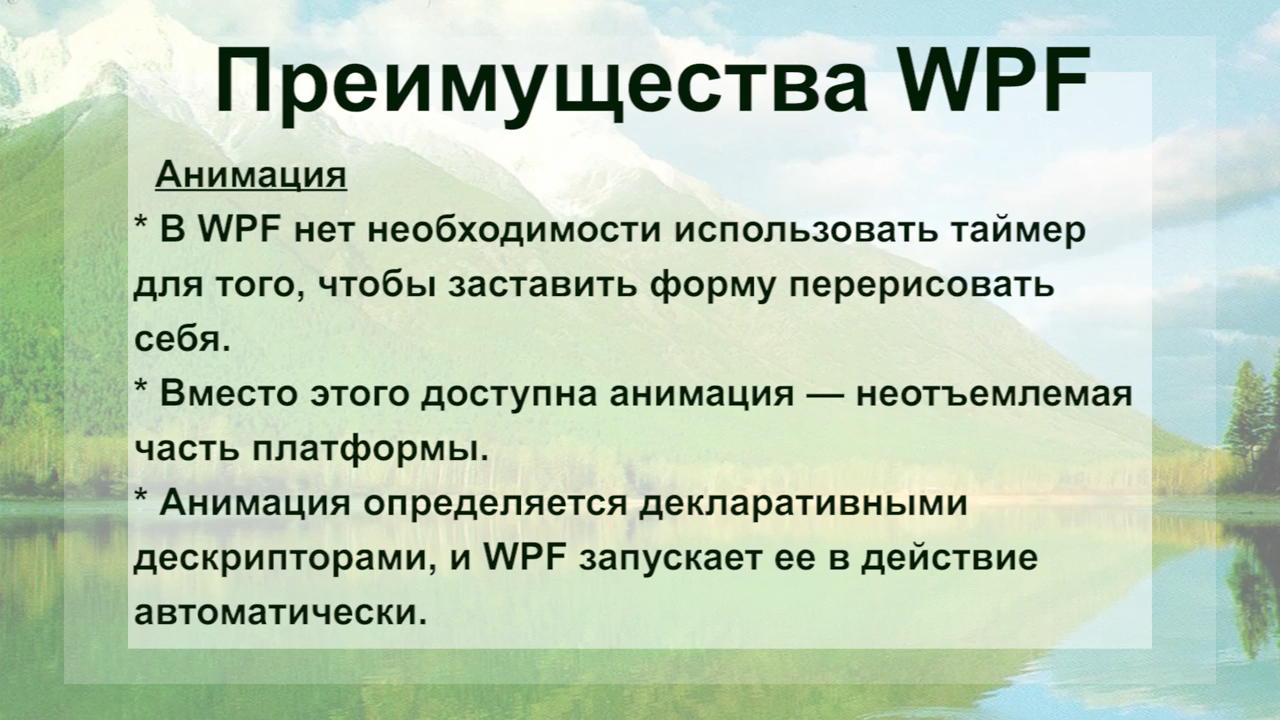 Преимущества WPF
Анимация
* В WPF нет необходимости использовать таймер
для того, чтобы заставить форму перерисовать
себя.
* Вместо этого доступна анимация — неотъемлемая
часть платформы.
* Анимация определяется декларативными
дескрипторами, и WPF запускает ее в действие
автоматически.